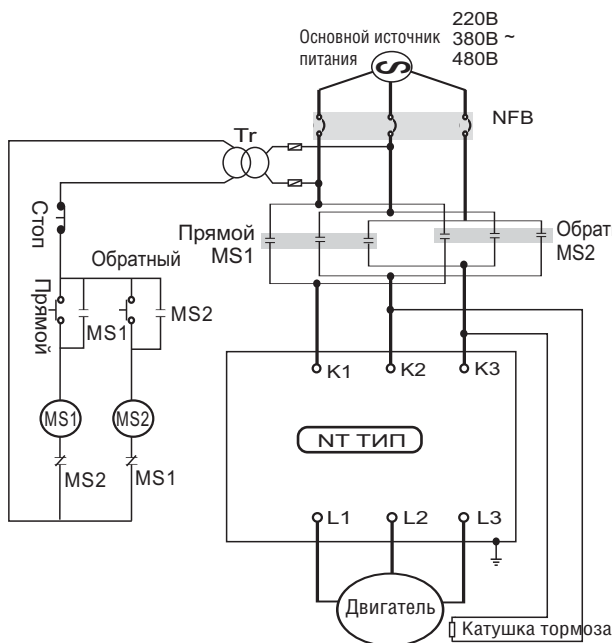 Основной источник
питания
220В
380В ~
480В
S
NFB
Tr
Стоп
Прямой
MS1
Обрат
MS2
Обратный
Прямой
MS1
MS2
K1
K2
K3
MS1
MS2
NT ТИП
MS2
MS1
L1
L2
L3
Двигатель
Катушка тормоза